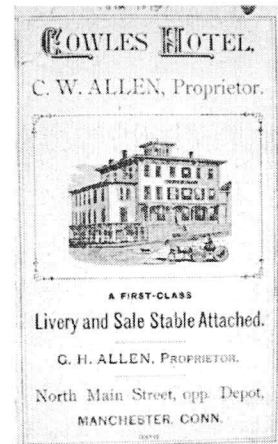 COWLES HOTEL,
C. W. ALLEN, Proprietor.
A FIRST-CLASS
Livery and Sale Stable Attached.
G. H. ALLEN, PROPRIETOR.
North Main Street, opp. Depot,
MANCHESTER, CONN.